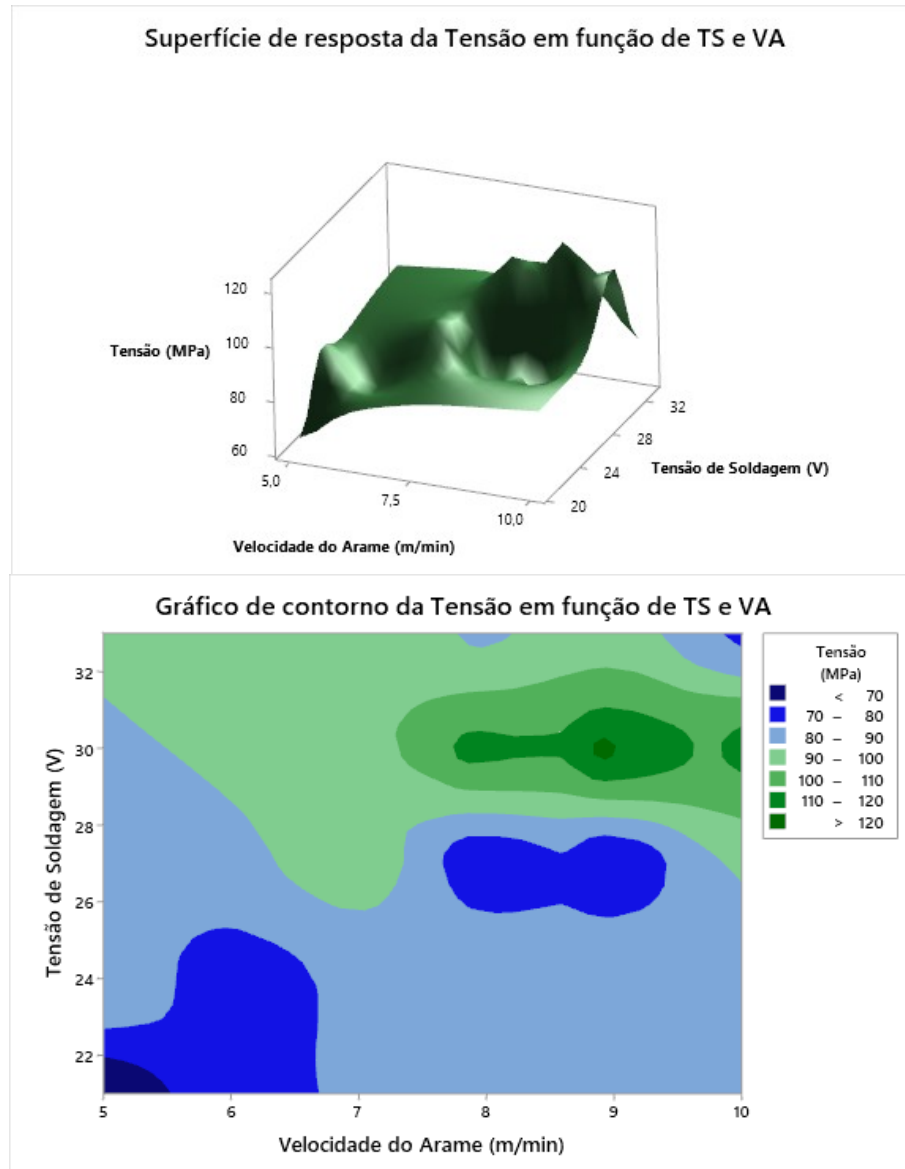 Superfície de resposta da Tensão em função de TS e VA
120
100
80
60
Tensão (MPa)
5,0
7,5
10,0
Velocidade do Arame (m/min)
20
24
28
32
Tensão de Soldagem (V)
Gráfico de contorno da Tensão em função de TS e VA
32
30
28
26
24
22
Tensão de Soldagem (V)
5 6 7 8 9 10
Velocidade do Arame (m/min)
Tensão
(MPa)
< 70
70 – 80
80 – 90
90 – 100
100 – 110
110 – 120
> 120